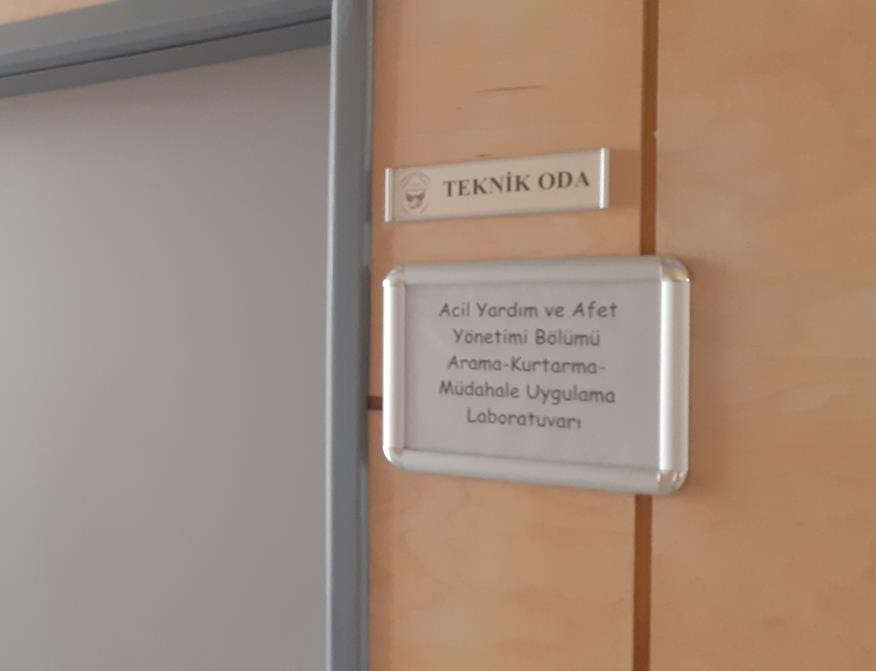 TEKNİK ODA
Acil Yardım ve Afet
Yönetimi Bölümü
Arama-Kurtarma-
Müdahale Uygulama
Laboratuvarı